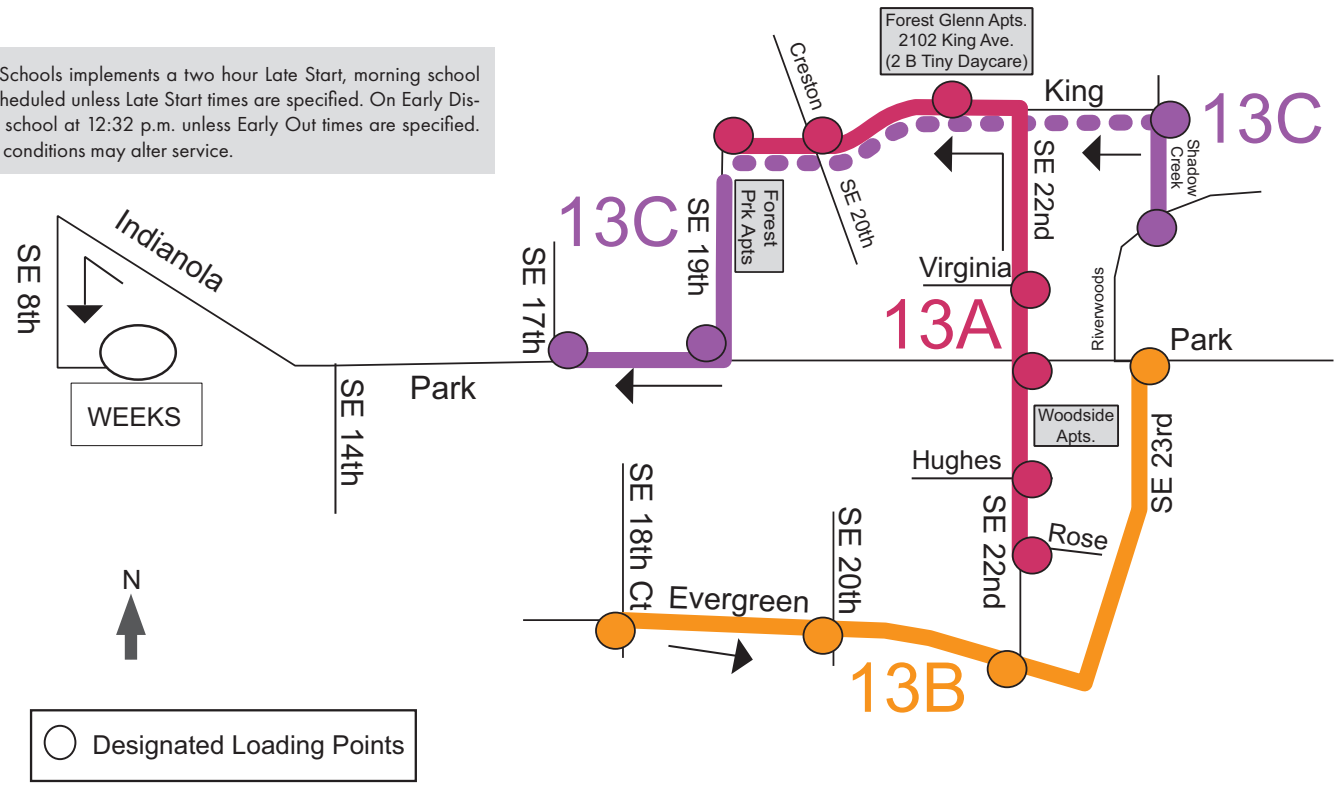 Schools implements a two hour Late Start, morning school
heduled unless Late Start times are specified. On Early Dis-
school at 12:32 p.m. unless Early Out times are specified.
conditions may alter service.
Forest Glenn Apts.
2102 King Ave.
(2 B Tiny Daycare)
Creston
King
13C
Shadow
Creek
SE 22nd
SE 20th
Forest
Prk Apts
13C
SE 19th
Indianola
SE 8th
SE 17th
Virginia
13A
Riverwoods
Park
Park
WEEKS
SE 14th
Woodside
Apts.
SE 23rd
Hughes
SE 22nd
Rose
SE 18th Ct
SE 20th
Evergreen
13B
N
Designated Loading Points